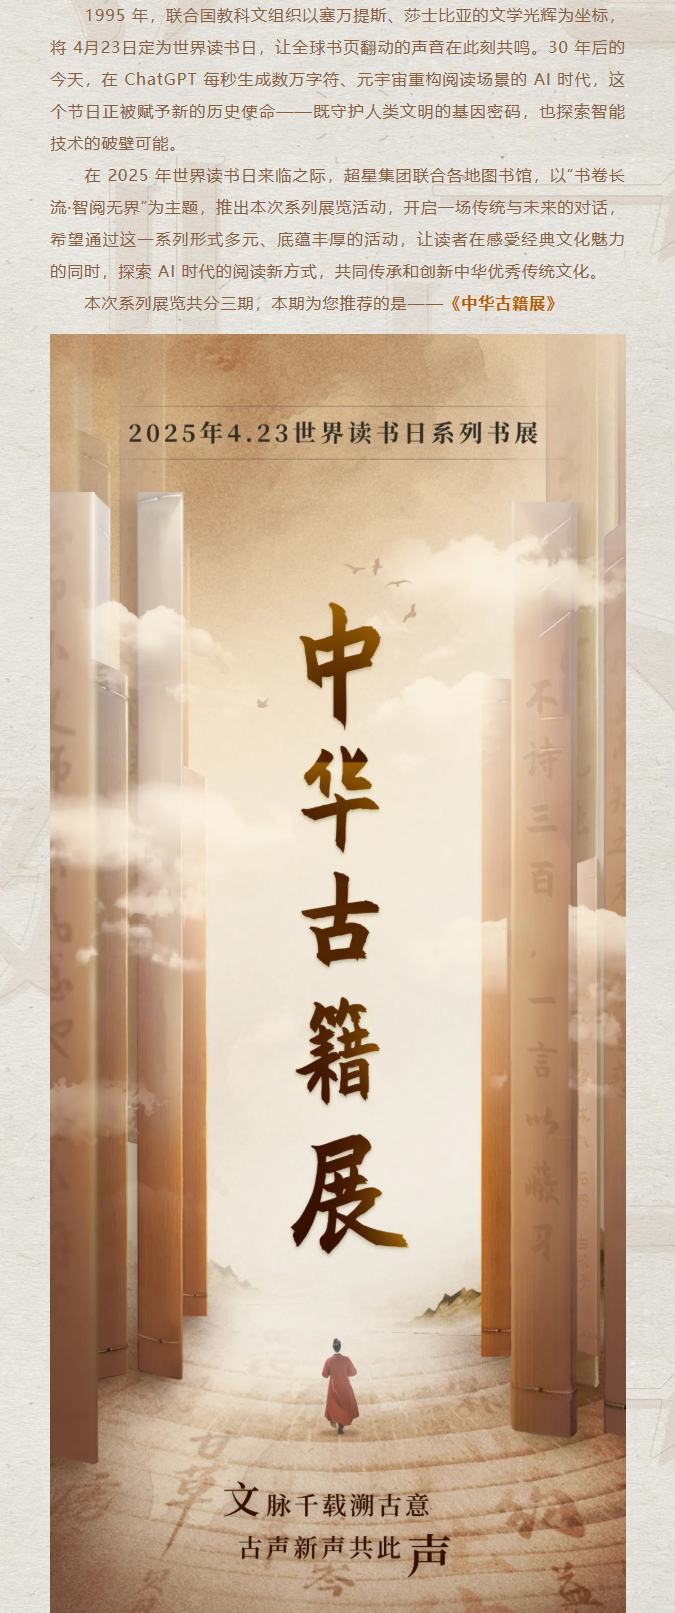 1995 年，联合国教科文组织以塞万提斯、莎士比亚的文学光辉为坐标，
将 4月23日定为世界读书日，让全球书页翻动的声音在此刻共鸣。30 年后的
今天，在 ChatGPT 每秒生成数万字符、元宇宙重构阅读场景的 AI 时代，这
个节日正被赋予新的历史使命——既守护人类文明的基因密码，也探索智能
技术的破壁可能。
在 2025 年世界读书日来临之际，超星集团联合各地图书馆，以“书卷长
流·智阅无界”为主题，推出本次系列展览活动，开启一场传统与未来的对话，
希望通过这一系列形式多元、底蕴丰厚的活动，让读者在感受经典文化魅力
的同时，探索 AI 时代的阅读新方式，共同传承和创新中华优秀传统文化。
本次系列展览共分三期，本期为您推荐的是——《中华古籍展》
2025年4.23世界读书日系列书展
中华古籍展
不诗三百，一言以蔽习
文脉千载溯古意
古声新声共此声